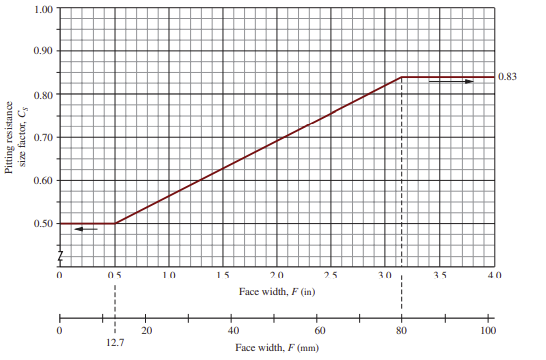 1.00
0.90
0.80
0.70
0.60
0.50
Pitting resistance
size factor, Cs
0.83
0 0.5 1.0 1.5 2.0 2.5 3.0 3.5 4.0
Face width, F (in)
0 20 40 60 80 100
12.7
Face width, F (mm)